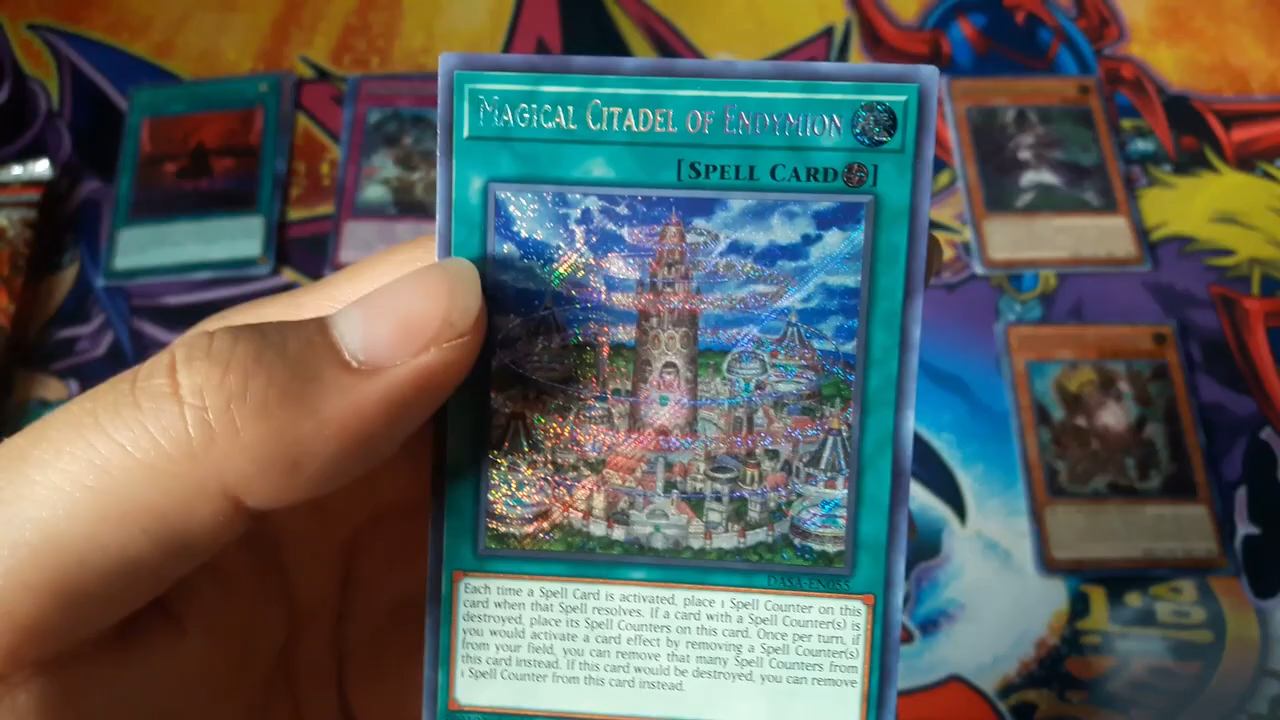 MAGICAL CITADEL OF ENDYMION
[SPELL CARD]
DASA-EN055
Each time a Spell Card is activated, place 1 Spell Counter on this
card when that Spell resolves. If a card with a Spell Counter(s) is
destroyed, place its Spell Counters on this card. Once per turn, if
you would activate a card effect by removing a Spell Counter(s)
from your field, you can remove that many Spell Counters from
this card instead. If this card would be destroyed, you can remove
1 Spell Counter from this card instead.